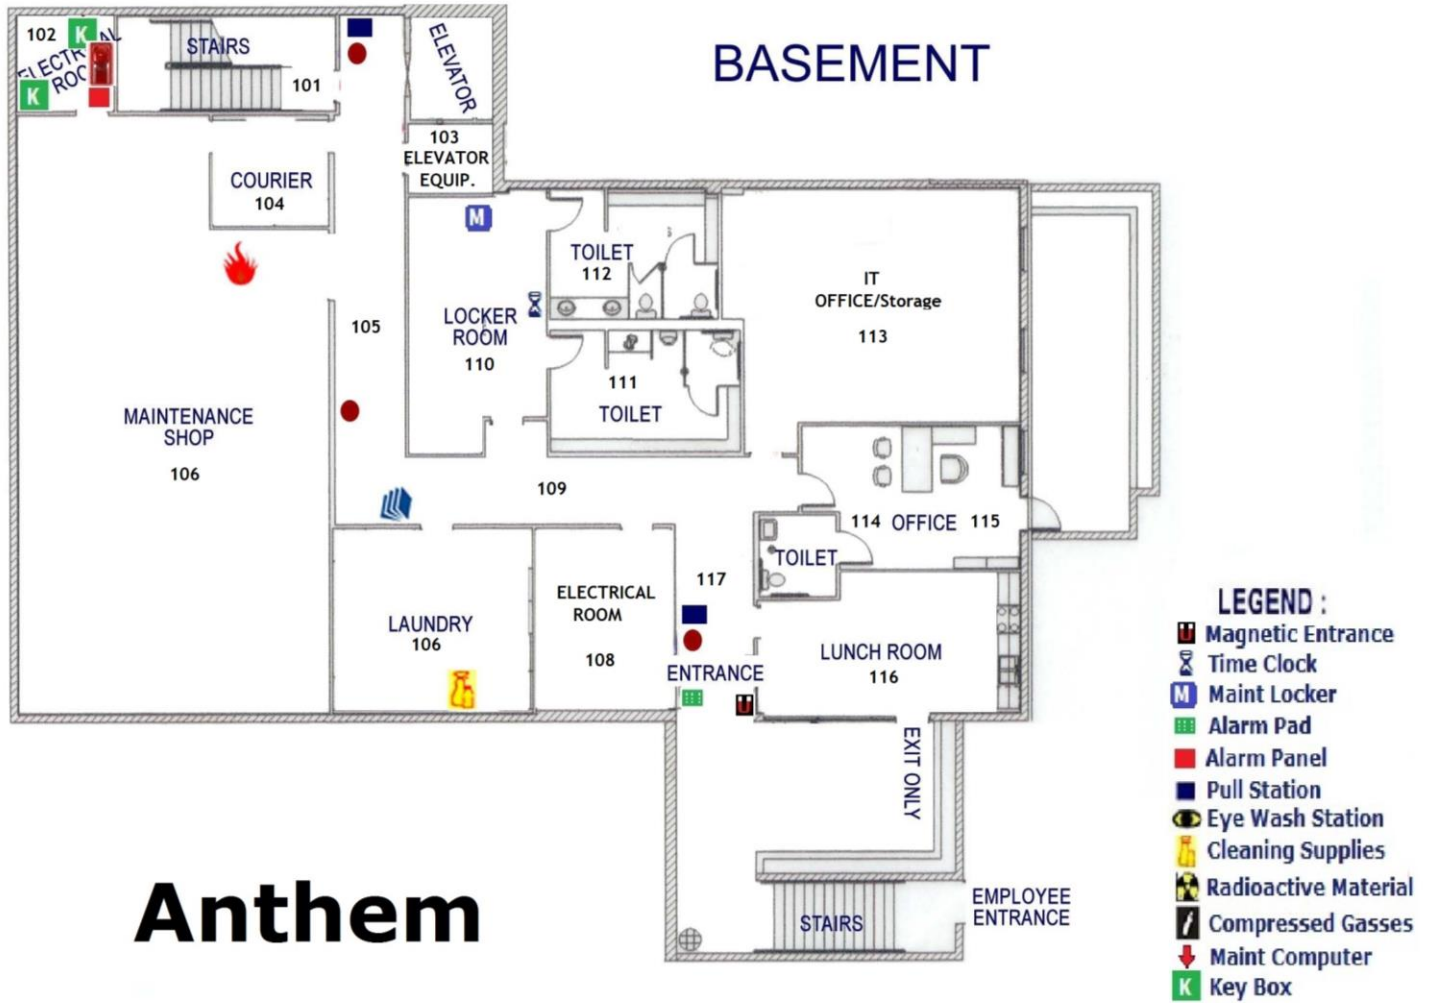 BASEMENT
102
K
ELECTRICAL
ROOM
K
STAIRS
101
ELEVATOR
103
ELEVATOR
EQUIP.
COURIER
104
M
TOILET
112
IT
OFFICE/Storage
113
LOCKER
ROOM
110
105
111
TOILET
MAINTENANCE
SHOP
106
109
114 OFFICE 115
TOILET
117
ELECTRICAL
ROOM
108
LAUNDRY
106
ENTRANCE
LUNCH ROOM
116
EXIT ONLY
STAIRS
EMPLOYEE
ENTRANCE
Anthem
LEGEND :
Magnetic Entrance
Time Clock
M Maint Locker
Alarm Pad
Alarm Panel
Pull Station
Eye Wash Station
Cleaning Supplies
Radioactive Material
Compressed Gasses
Maint Computer
K Key Box